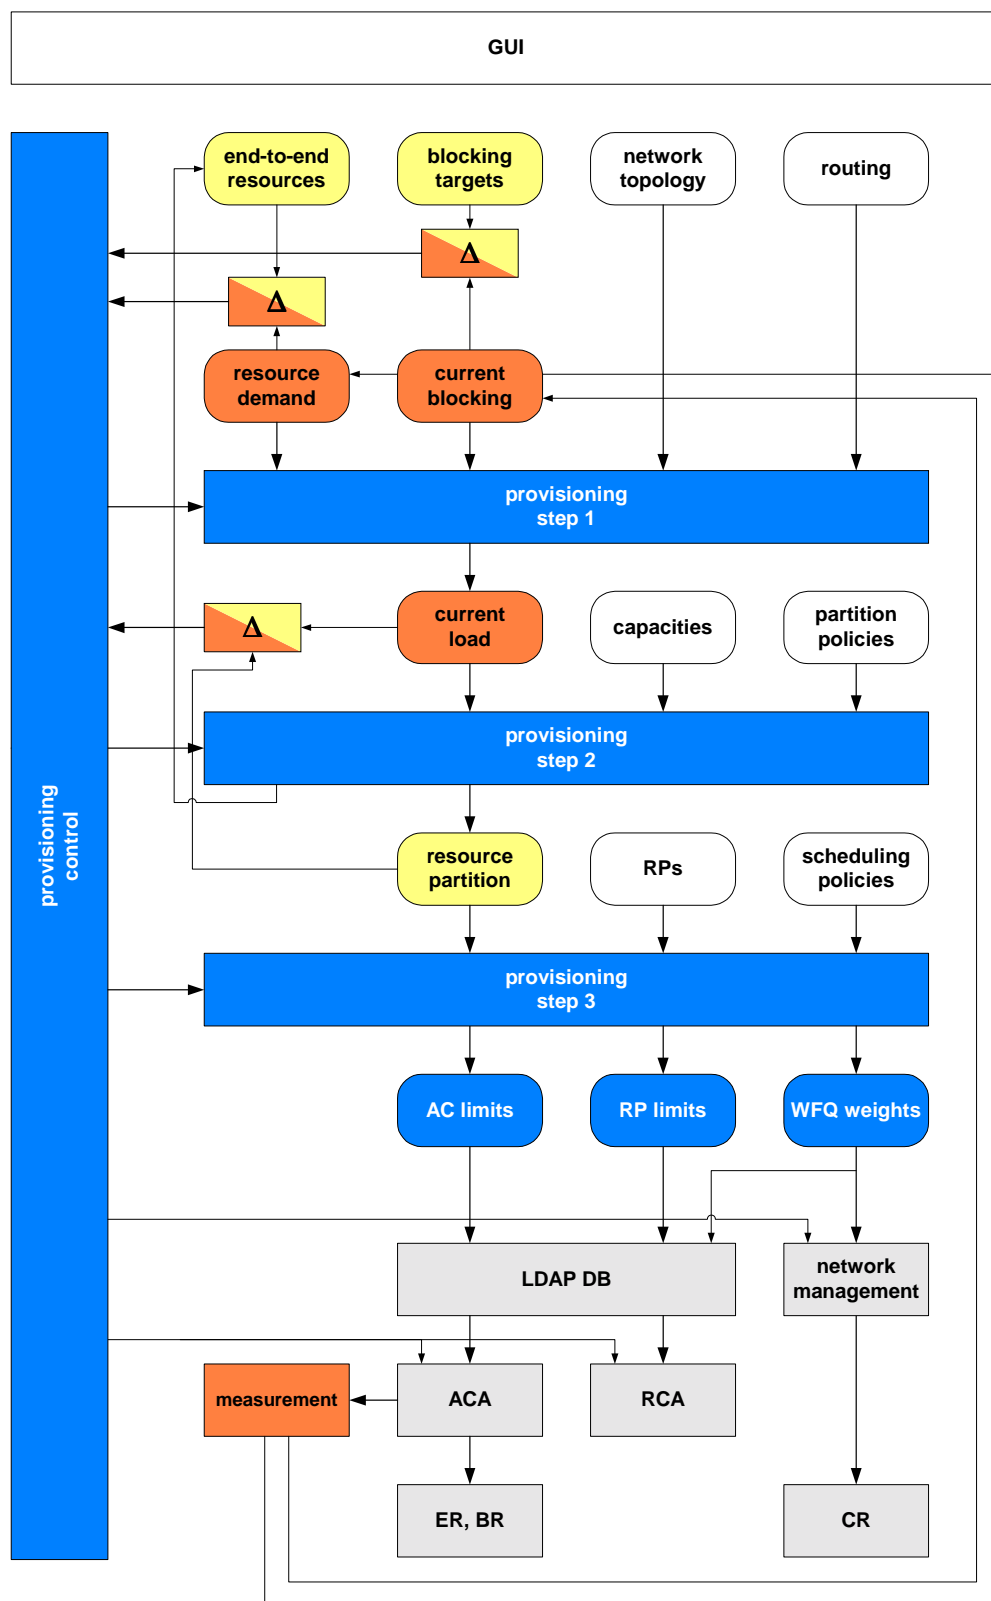 GUI
end-to-end
resources
blocking
targets
network
topology
routing
Δ
Δ
resource
demand
current
blocking
provisioning
step 1
Δ
current
load
capacities
partition
policies
provisioning
step 2
provisioning
control
resource
partition
RPs
scheduling
policies
provisioning
step 3
AC limits
RP limits
WFQ weights
LDAP DB
network
management
measurement
ACA
RCA
ER, BR
CR